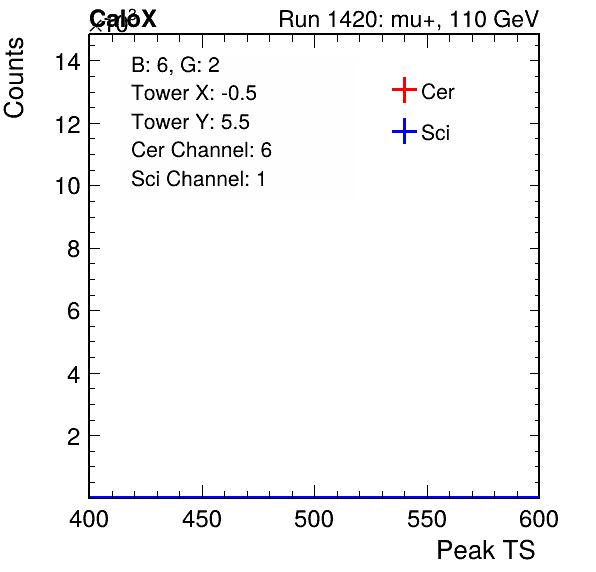 CaloX Run 1420: mu+, 110 GeV
×10³
Counts
B: 6, G: 2
Tower X: -0.5
Tower Y: 5.5
Cer Channel: 6
Sci Channel: 1
Cer
Sci
14
12
10
8
6
4
2
400 450 500 550 600
Peak TS